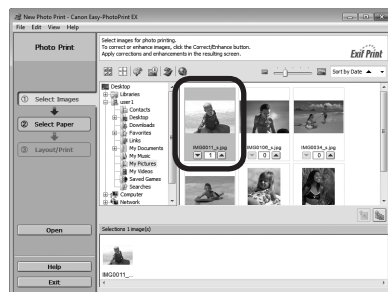 New Photo Print - Canon Easy-PhotoPrint EX
File Edit View Help
Photo Print
Select images for photo printing.
To correct or enhance images, click the Correct/Enhance button.
Apply corrections and enhancements in the resulting screen.
Exif Print
Sort by Date
1 Select Images
2 Select Paper
3 Layout/Print
Desktop
Libraries
user1
Contacts
Desktop
Downloads
Favorites
Links
My Documents
My Music
My Pictures
My Videos
Saved Games
Searches
Computer
Network
IMG0011_s.jpg
1
IMG0108_s.jpg
0
IMG0034_s.jpg
0
Open
Selections 1 image(s)
IMG0011_...
Help
Exit